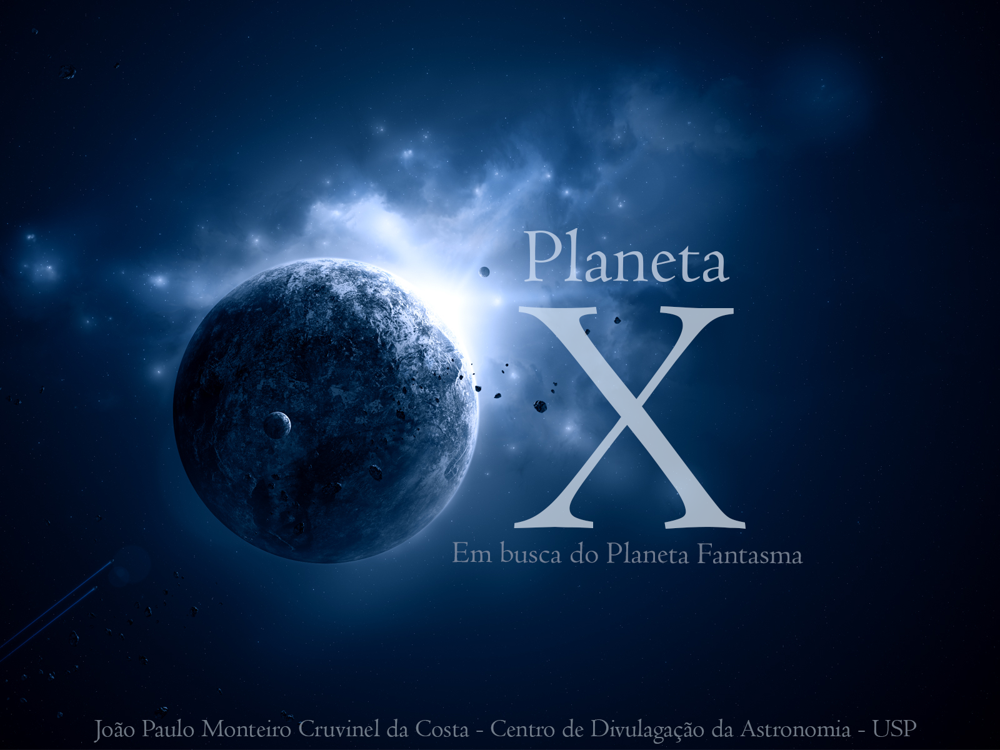 Planeta
X
Em busca do Planeta Fantasma
João Paulo Monteiro Cruvinel da Costa - Centro de Divulagação da Astronomia - USP